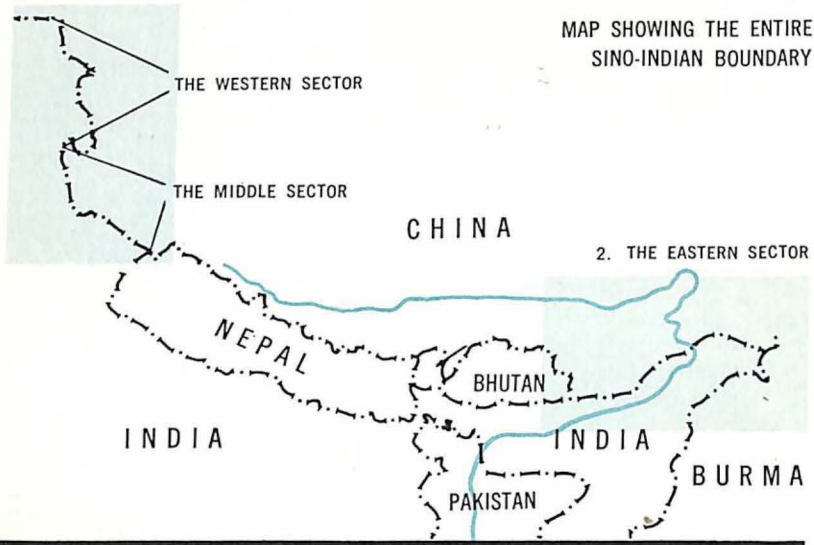 MAP SHOWING THE ENTIRE
SINO-INDIAN BOUNDARY
THE WESTERN SECTOR
THE MIDDLE SECTOR
CHINA
2. THE EASTERN SECTOR
NEPAL
BHUTAN
INDIA
INDIA
BURMA
PAKISTAN